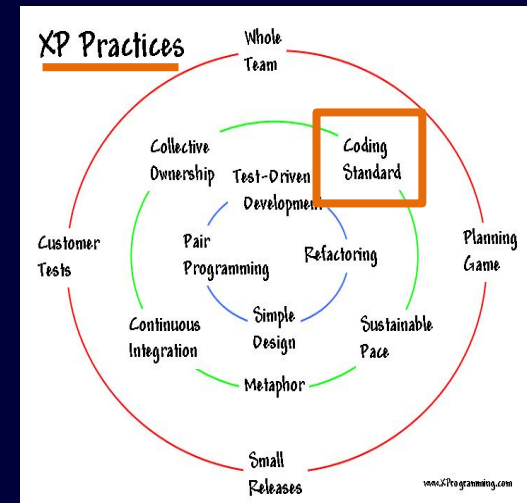 XP Practices
Whole
Team
Collective
Ownership
Coding
Standard
Test-Driven
Development
Customer
Tests
Pair
Programming
Refactoring
Planning
Game
Continuous
Integration
Simple
Design
Sustainable
Pace
Metaphor
Small
Releases
www.XProgramming.com